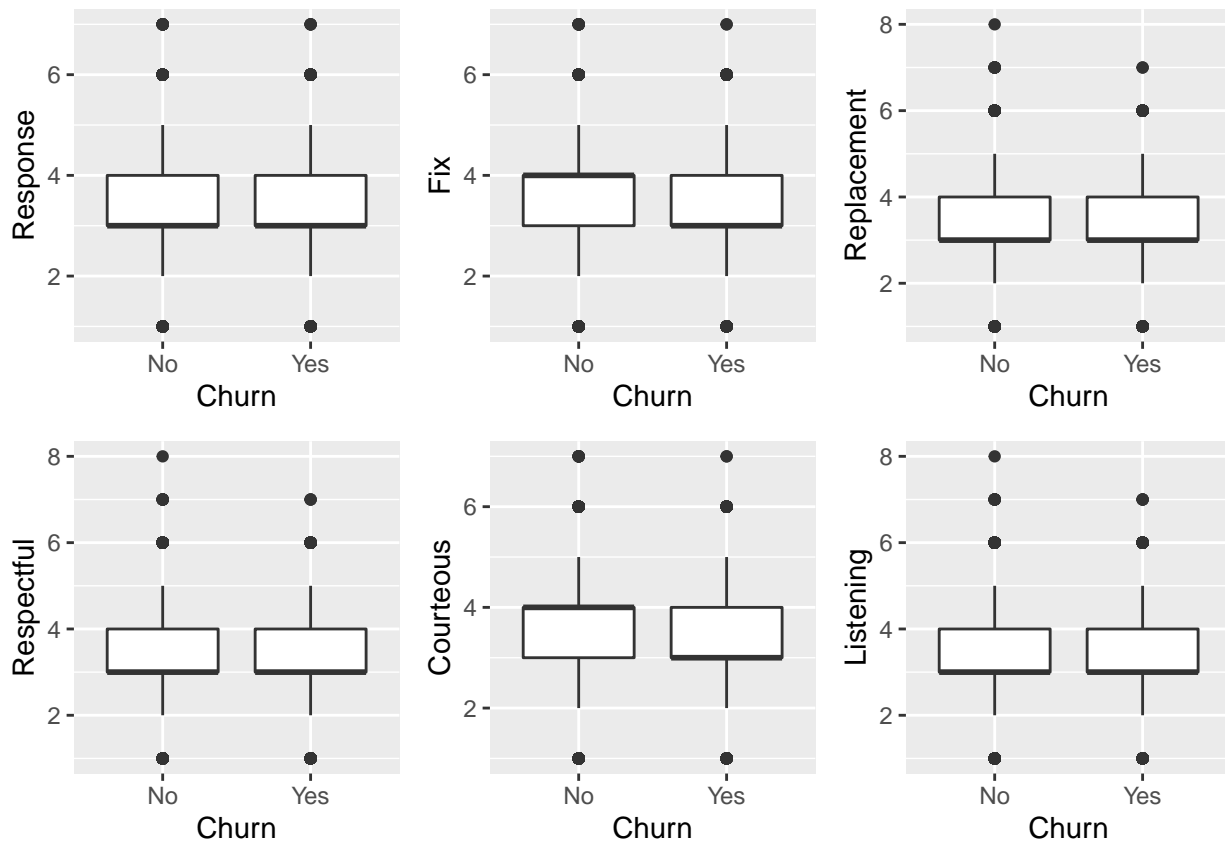 Response
6
4
2
No Yes
Churn
Fix
6
4
2
No Yes
Churn
Replacement
8
6
4
2
No Yes
Churn
Respectful
8
6
4
2
No Yes
Churn
Courteous
6
4
2
No Yes
Churn
Listening
8
6
4
2
No Yes
Churn